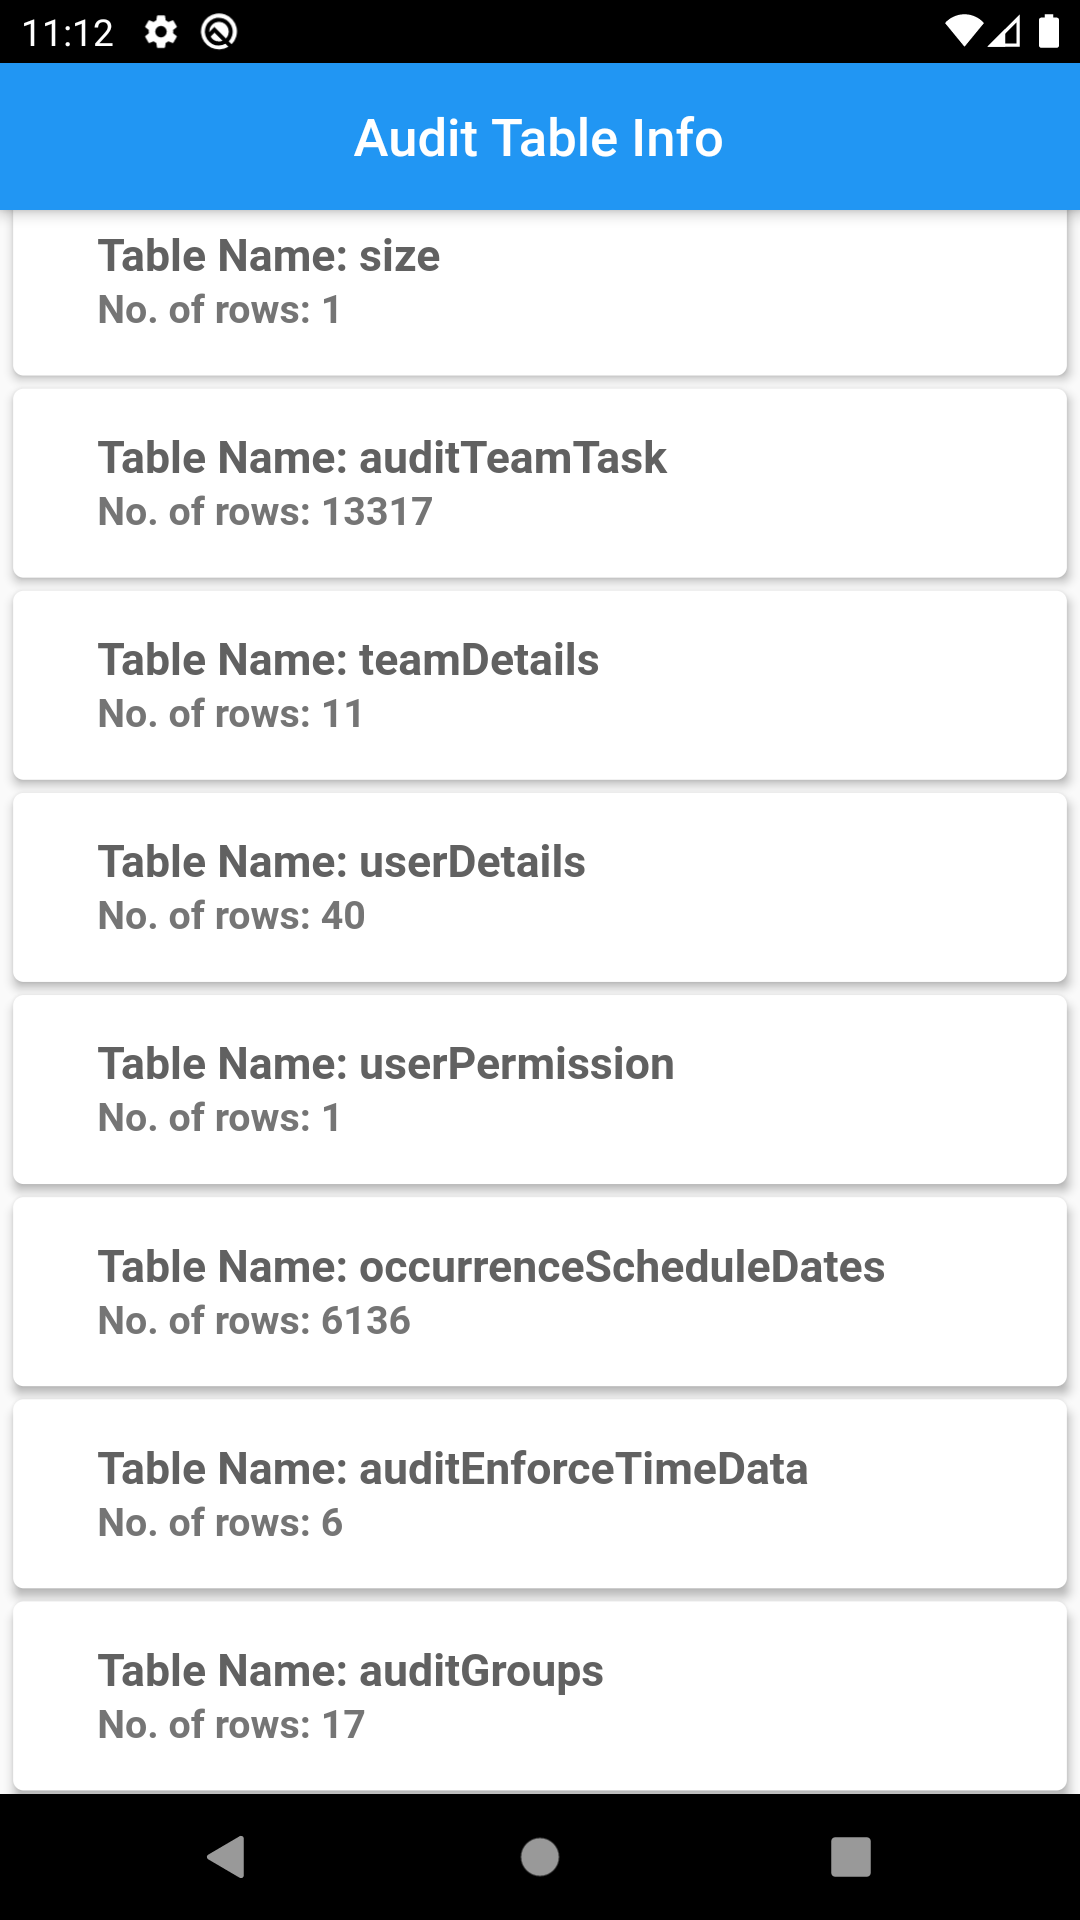 11:12
Audit Table Info
Table Name: size
No. of rows: 1
Table Name: auditTeamTask
No. of rows: 13317
Table Name: teamDetails
No. of rows: 11
Table Name: userDetails
No. of rows: 40
Table Name: userPermission
No. of rows: 1
Table Name: occurrenceScheduleDates
No. of rows: 6136
Table Name: auditEnforceTimeData
No. of rows: 6
Table Name: auditGroups
No. of rows: 17